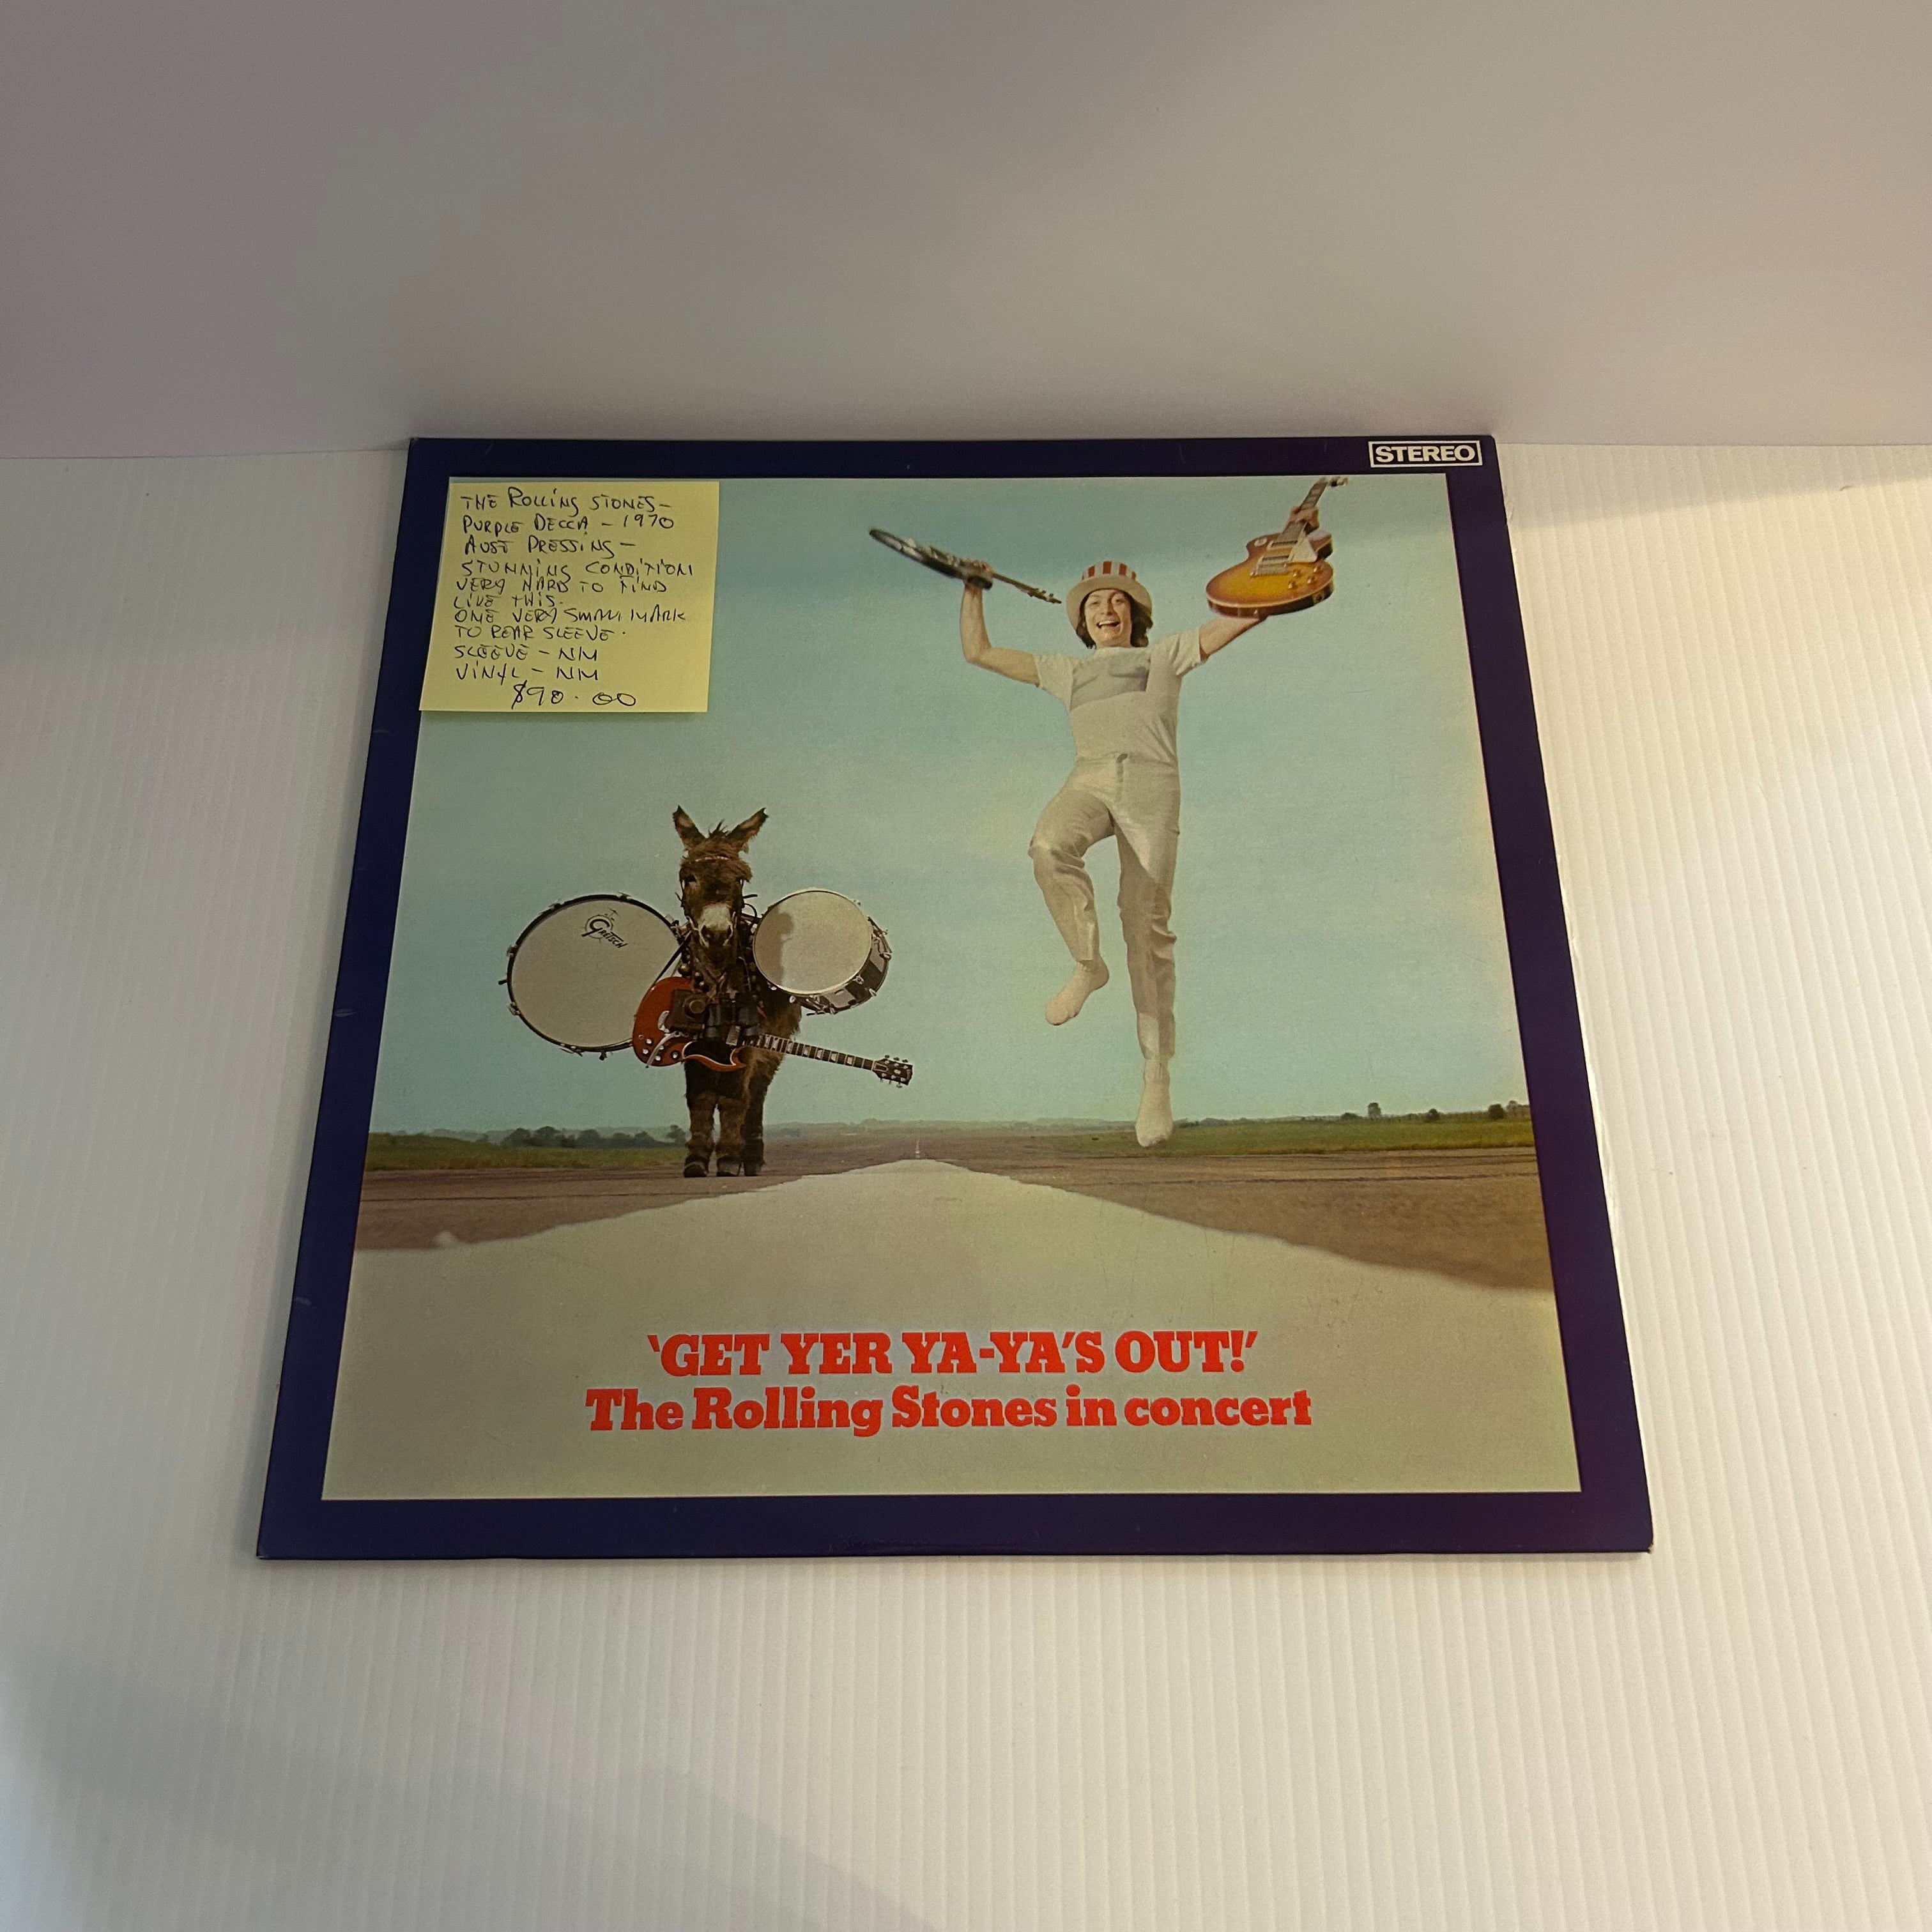 STEREO
THE ROLLING STONES–
PURPLE DECCA – 1970
AUST PRESSING –
STUNNING CONDITION
VERY HARD TO FIND
LIKE THIS.
ONE VERY SMALL MARK
TO REAR SLEEVE.
SLEEVE – NM
VINYL – NM
$90.00
GRETSCH
'GET YER YA-YA'S OUT!'
The Rolling Stones in concert